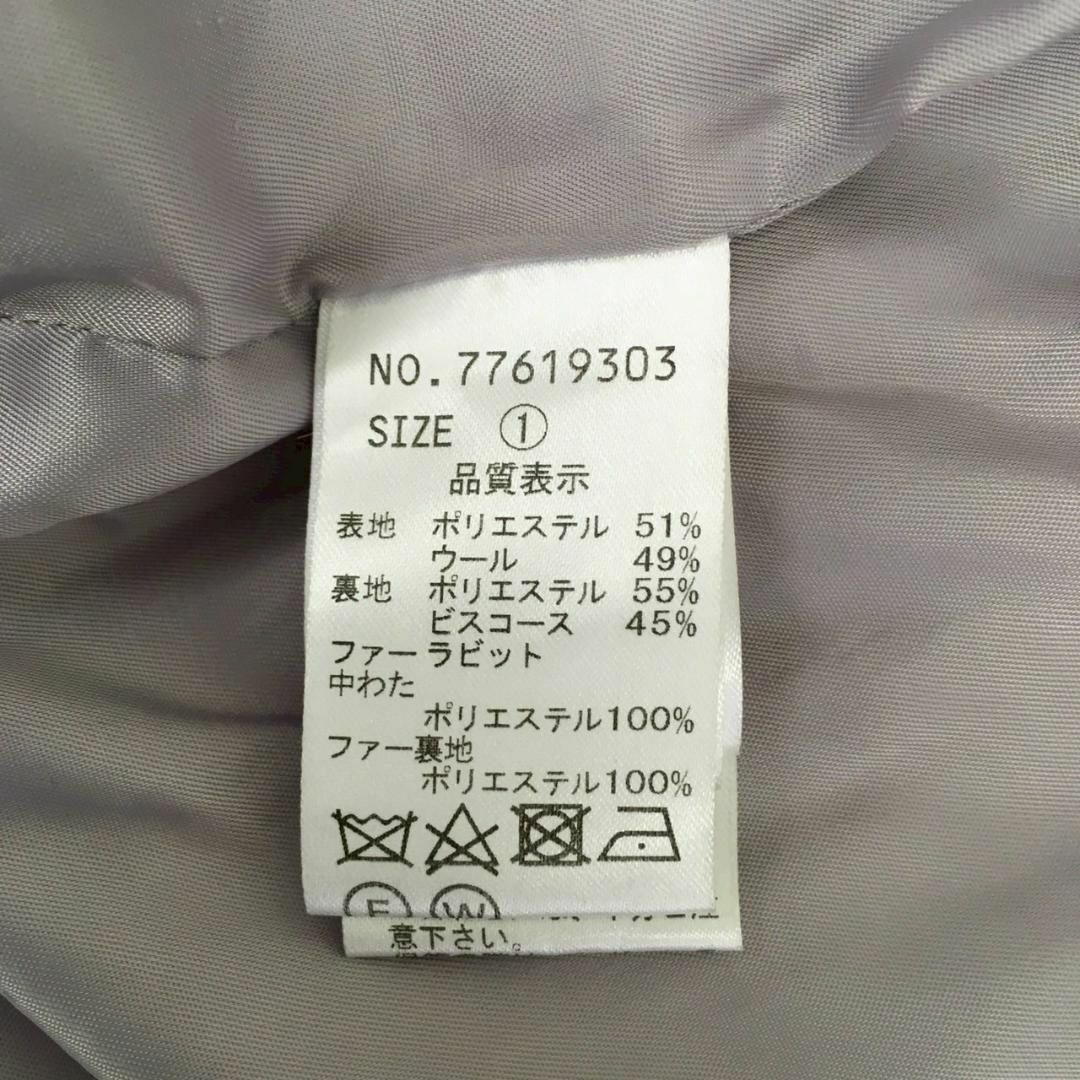 NO.77619303
SIZE ①
品質表示
表地 ポリエステル 51%
ウール 49%
裏地 ポリエステル 55%
ビスコース 45%
ファー ラビット
中わた
ポリエステル100%
ファー裏地
ポリエステル100%
意下さい。